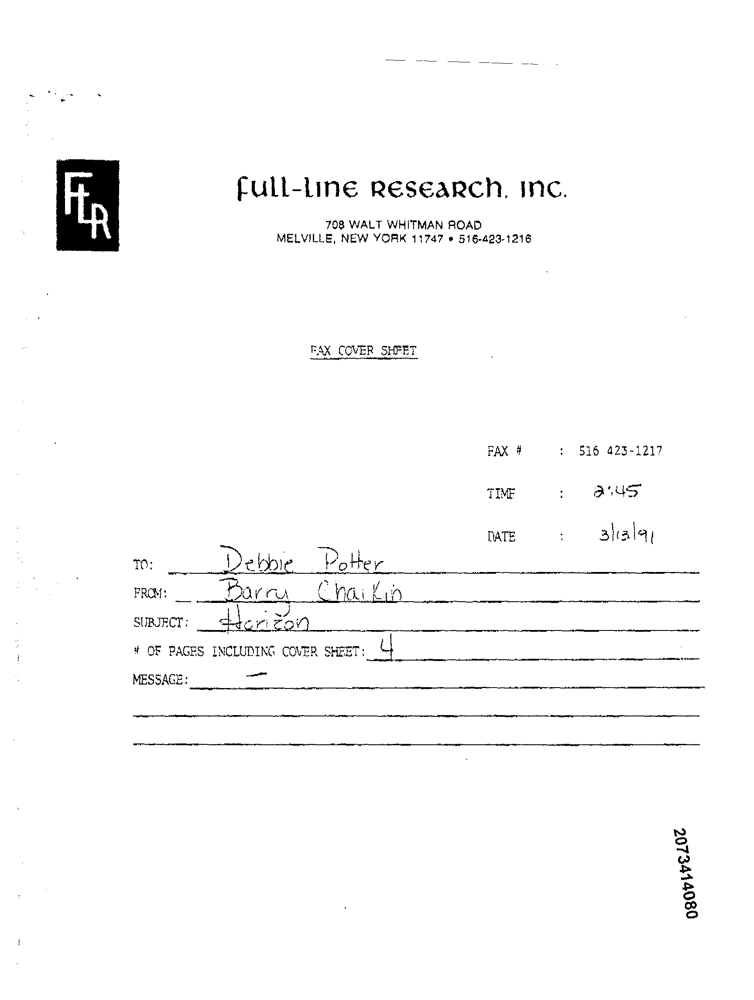 FLR
full-line research, inc.
708 WALT WHITMAN ROAD
MELVILLE, NEW YORK 11747 • 516-423-1216
FAX COVER SHEET
FAX # : 516 423-1217
TIME : 2:45
DATE : 3/13/91
TO: Debbie Potter
FROM: Barry Chaikin
SUBJECT: Horizon
# OF PAGES INCLUDING COVER SHEET: 4
MESSAGE: —
2073414080